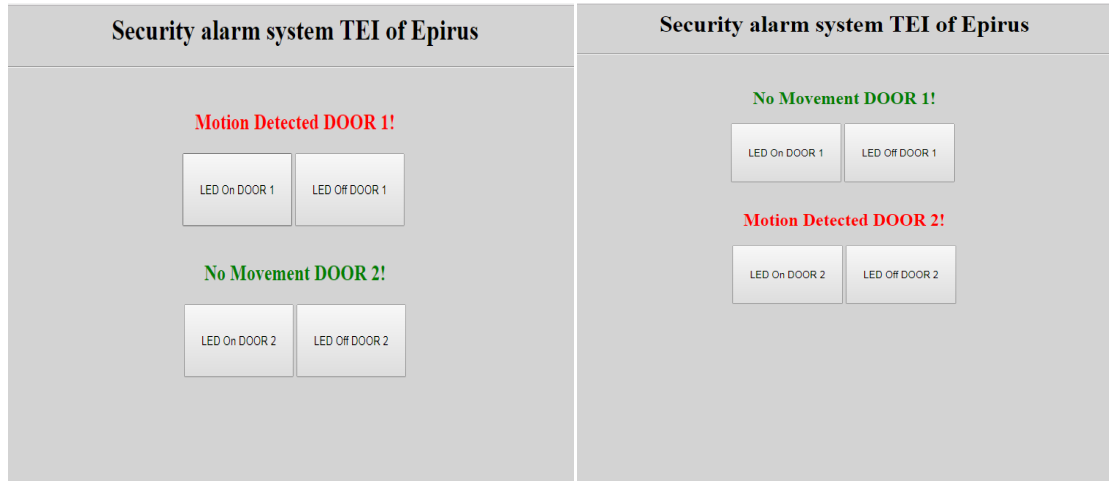 Security alarm system TEI of Epirus
Motion Detected DOOR 1!
LED On DOOR 1
LED Off DOOR 1
No Movement DOOR 2!
LED On DOOR 2
LED Off DOOR 2
Security alarm system TEI of Epirus
No Movement DOOR 1!
LED On DOOR 1
LED Off DOOR 1
Motion Detected DOOR 2!
LED On DOOR 2
LED Off DOOR 2